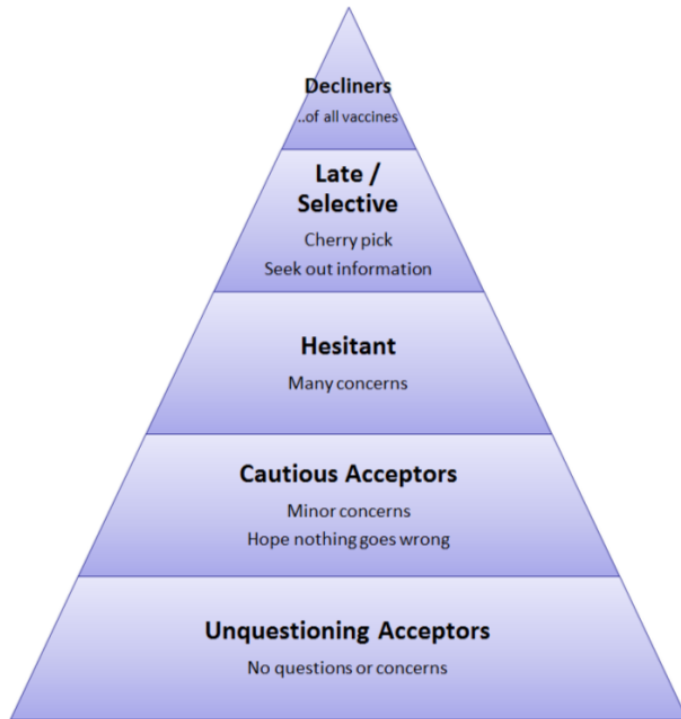 Decliners
..of all vaccines
Late /
Selective
Cherry pick
Seek out information
Hesitant
Many concerns
Cautious Acceptors
Minor concerns
Hope nothing goes wrong
Unquestioning Acceptors
No questions or concerns